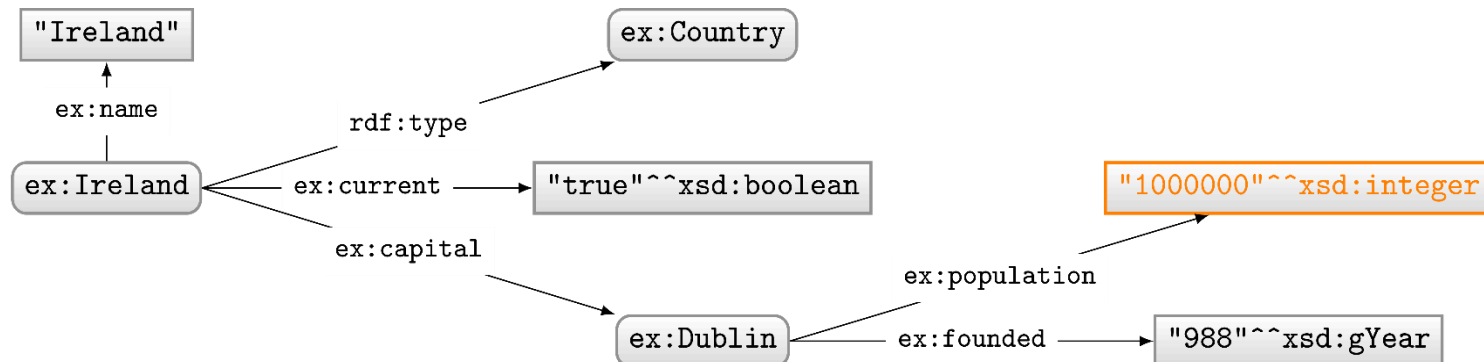 "Ireland"
ex:Country
ex:name
rdf:type
ex:Ireland
ex:current
"true"^^xsd:boolean
"1000000"^^xsd:integer
ex:capital
ex:population
ex:Dublin
ex:founded
"988"^^xsd:gYear